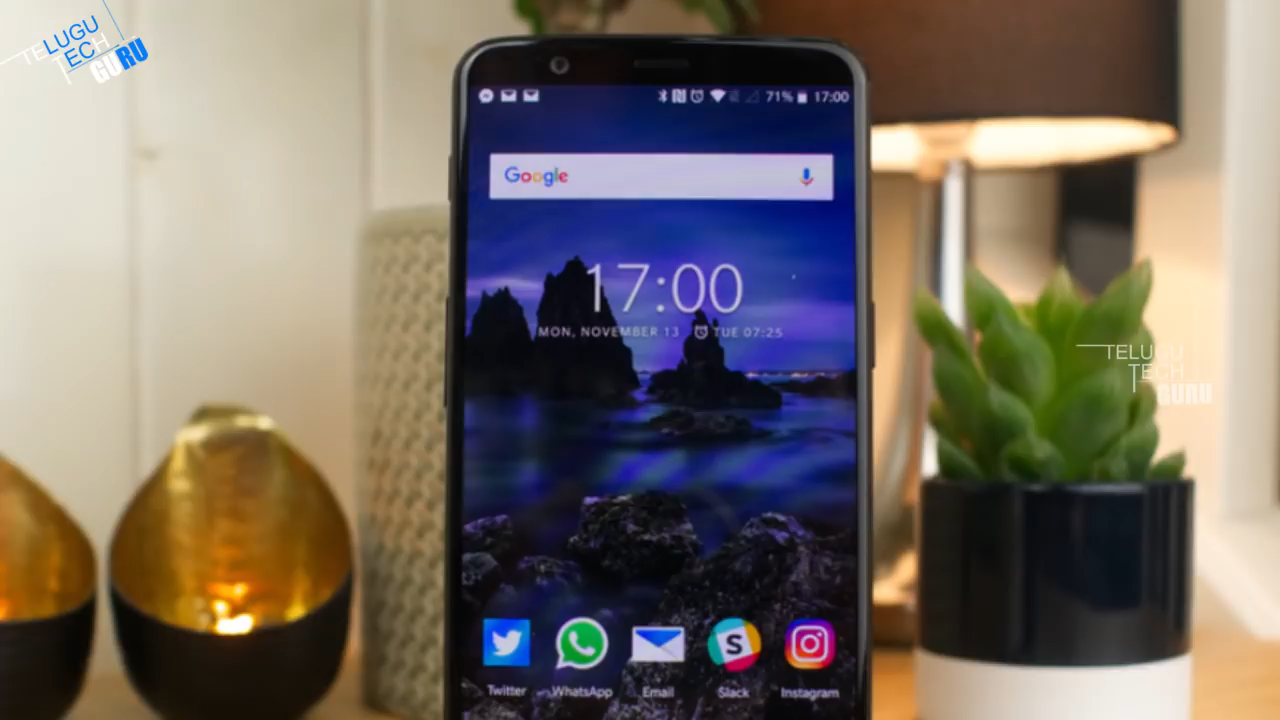 TELUGU
TECH
GURU
71% 17:00
Google
17:00
MON, NOVEMBER 13 TUE 07:25
TELUGU
TECH
GURU
S
Twitter WhatsApp Email Slack Instagram